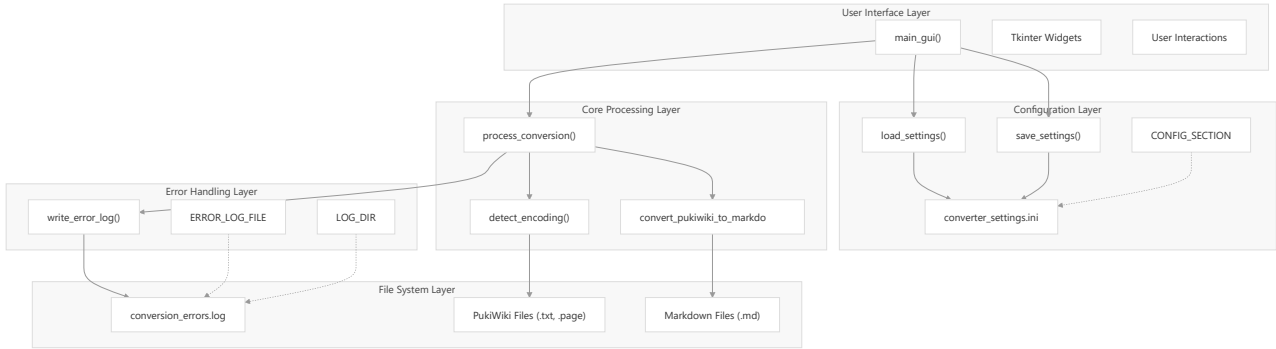 User Interface Layer
main_gui()
Tkinter Widgets
User Interactions
Core Processing Layer
process_conversion()
detect_encoding()
convert_pukiwiki_to_markdo
Configuration Layer
load_settings()
save_settings()
CONFIG_SECTION
converter_settings.ini
Error Handling Layer
write_error_log()
ERROR_LOG_FILE
LOG_DIR
File System Layer
conversion_errors.log
PukiWiki Files (.txt, .page)
Markdown Files (.md)